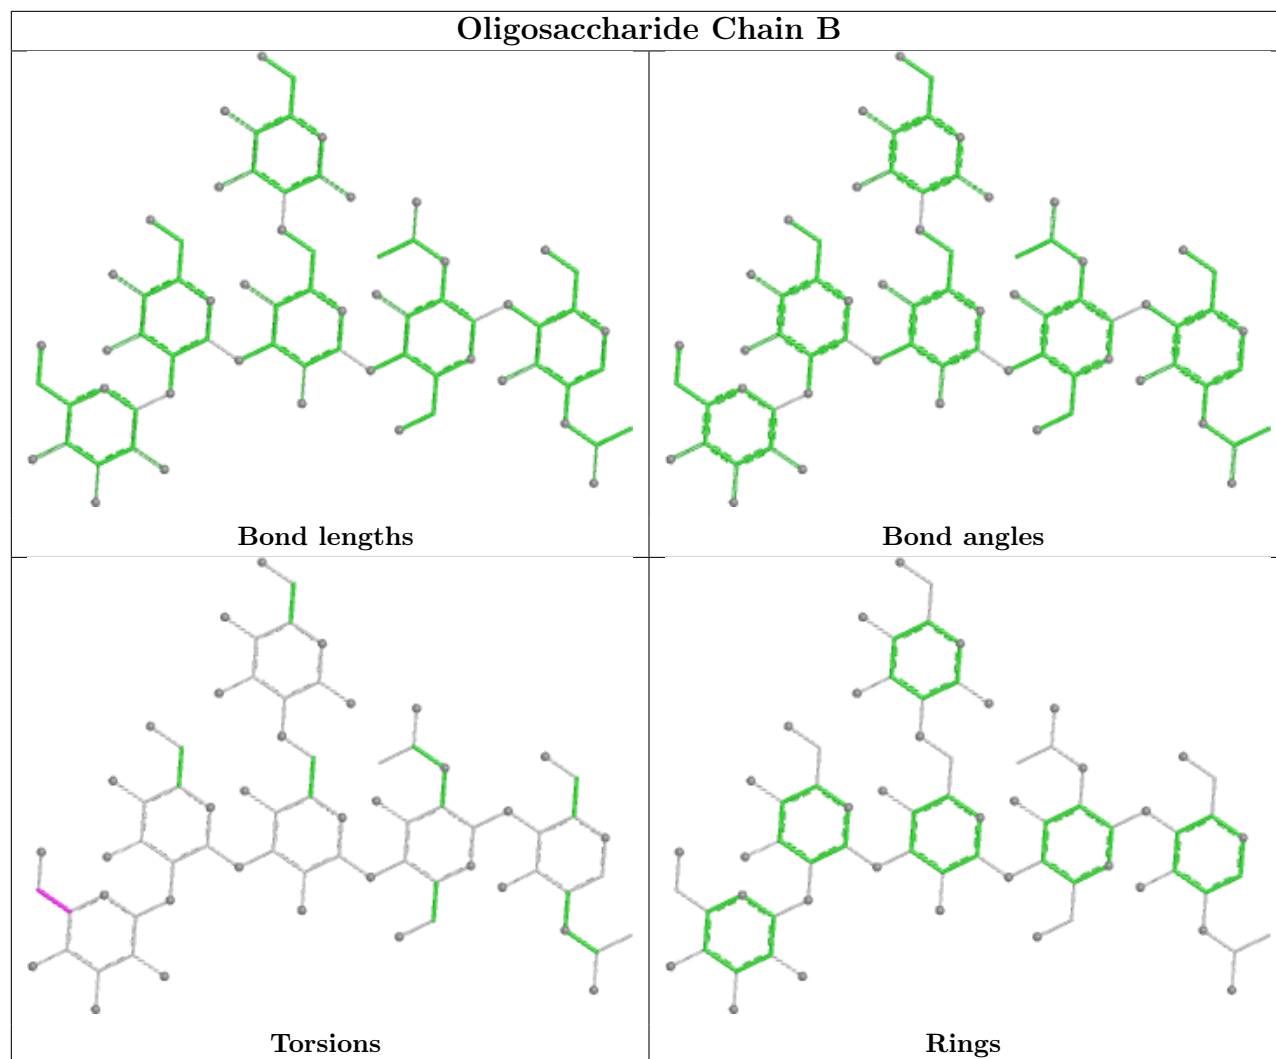 Oligosaccharide Chain B
Bond lengths
Bond angles
Torsions
Rings